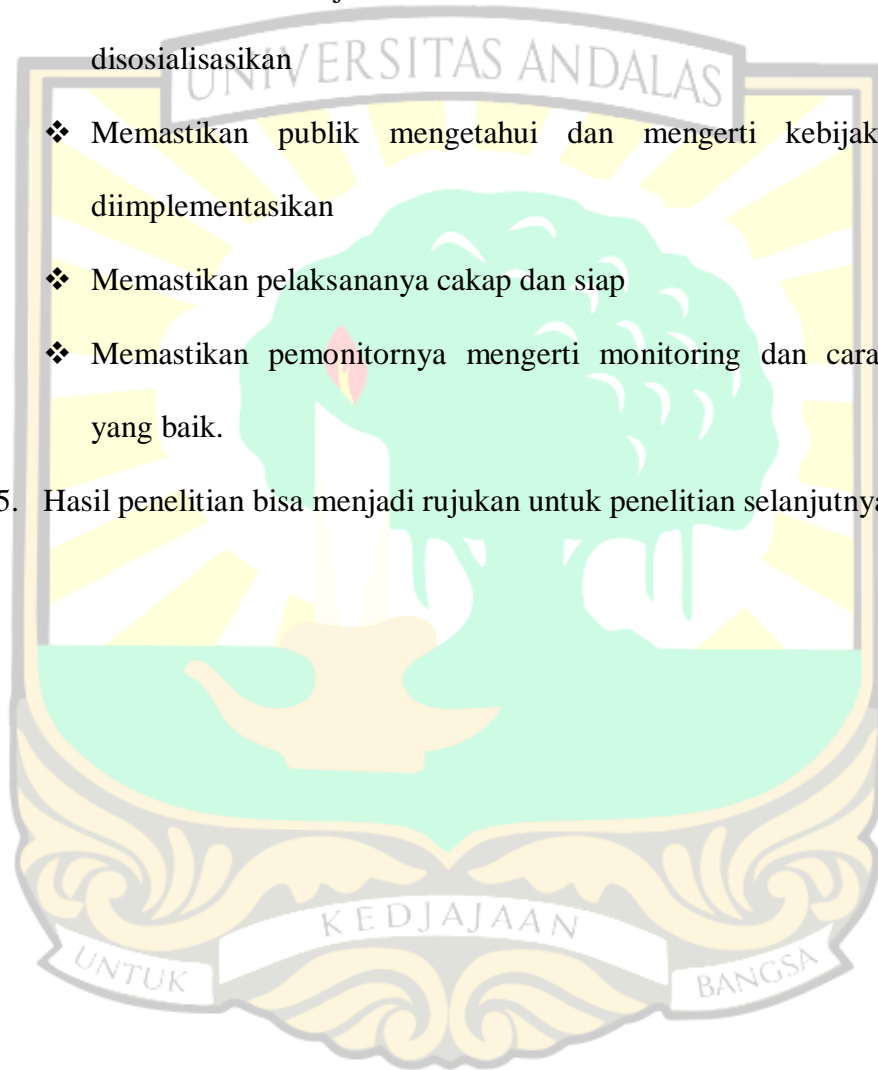 disosialisasikan
UNIVERSITAS ANDALAS
❖ Memastikan publik mengetahui dan mengerti
diimplementasikan
❖ Memastikan pelaksananya cakap dan siap
❖ Memastikan pemonitornya mengerti monitoring dan cara
yang baik.
5. Hasil penelitian bisa menjadi rujukan untuk penelitian selanjutnya
KEDJAJAAN
UNTUK
BANGSA